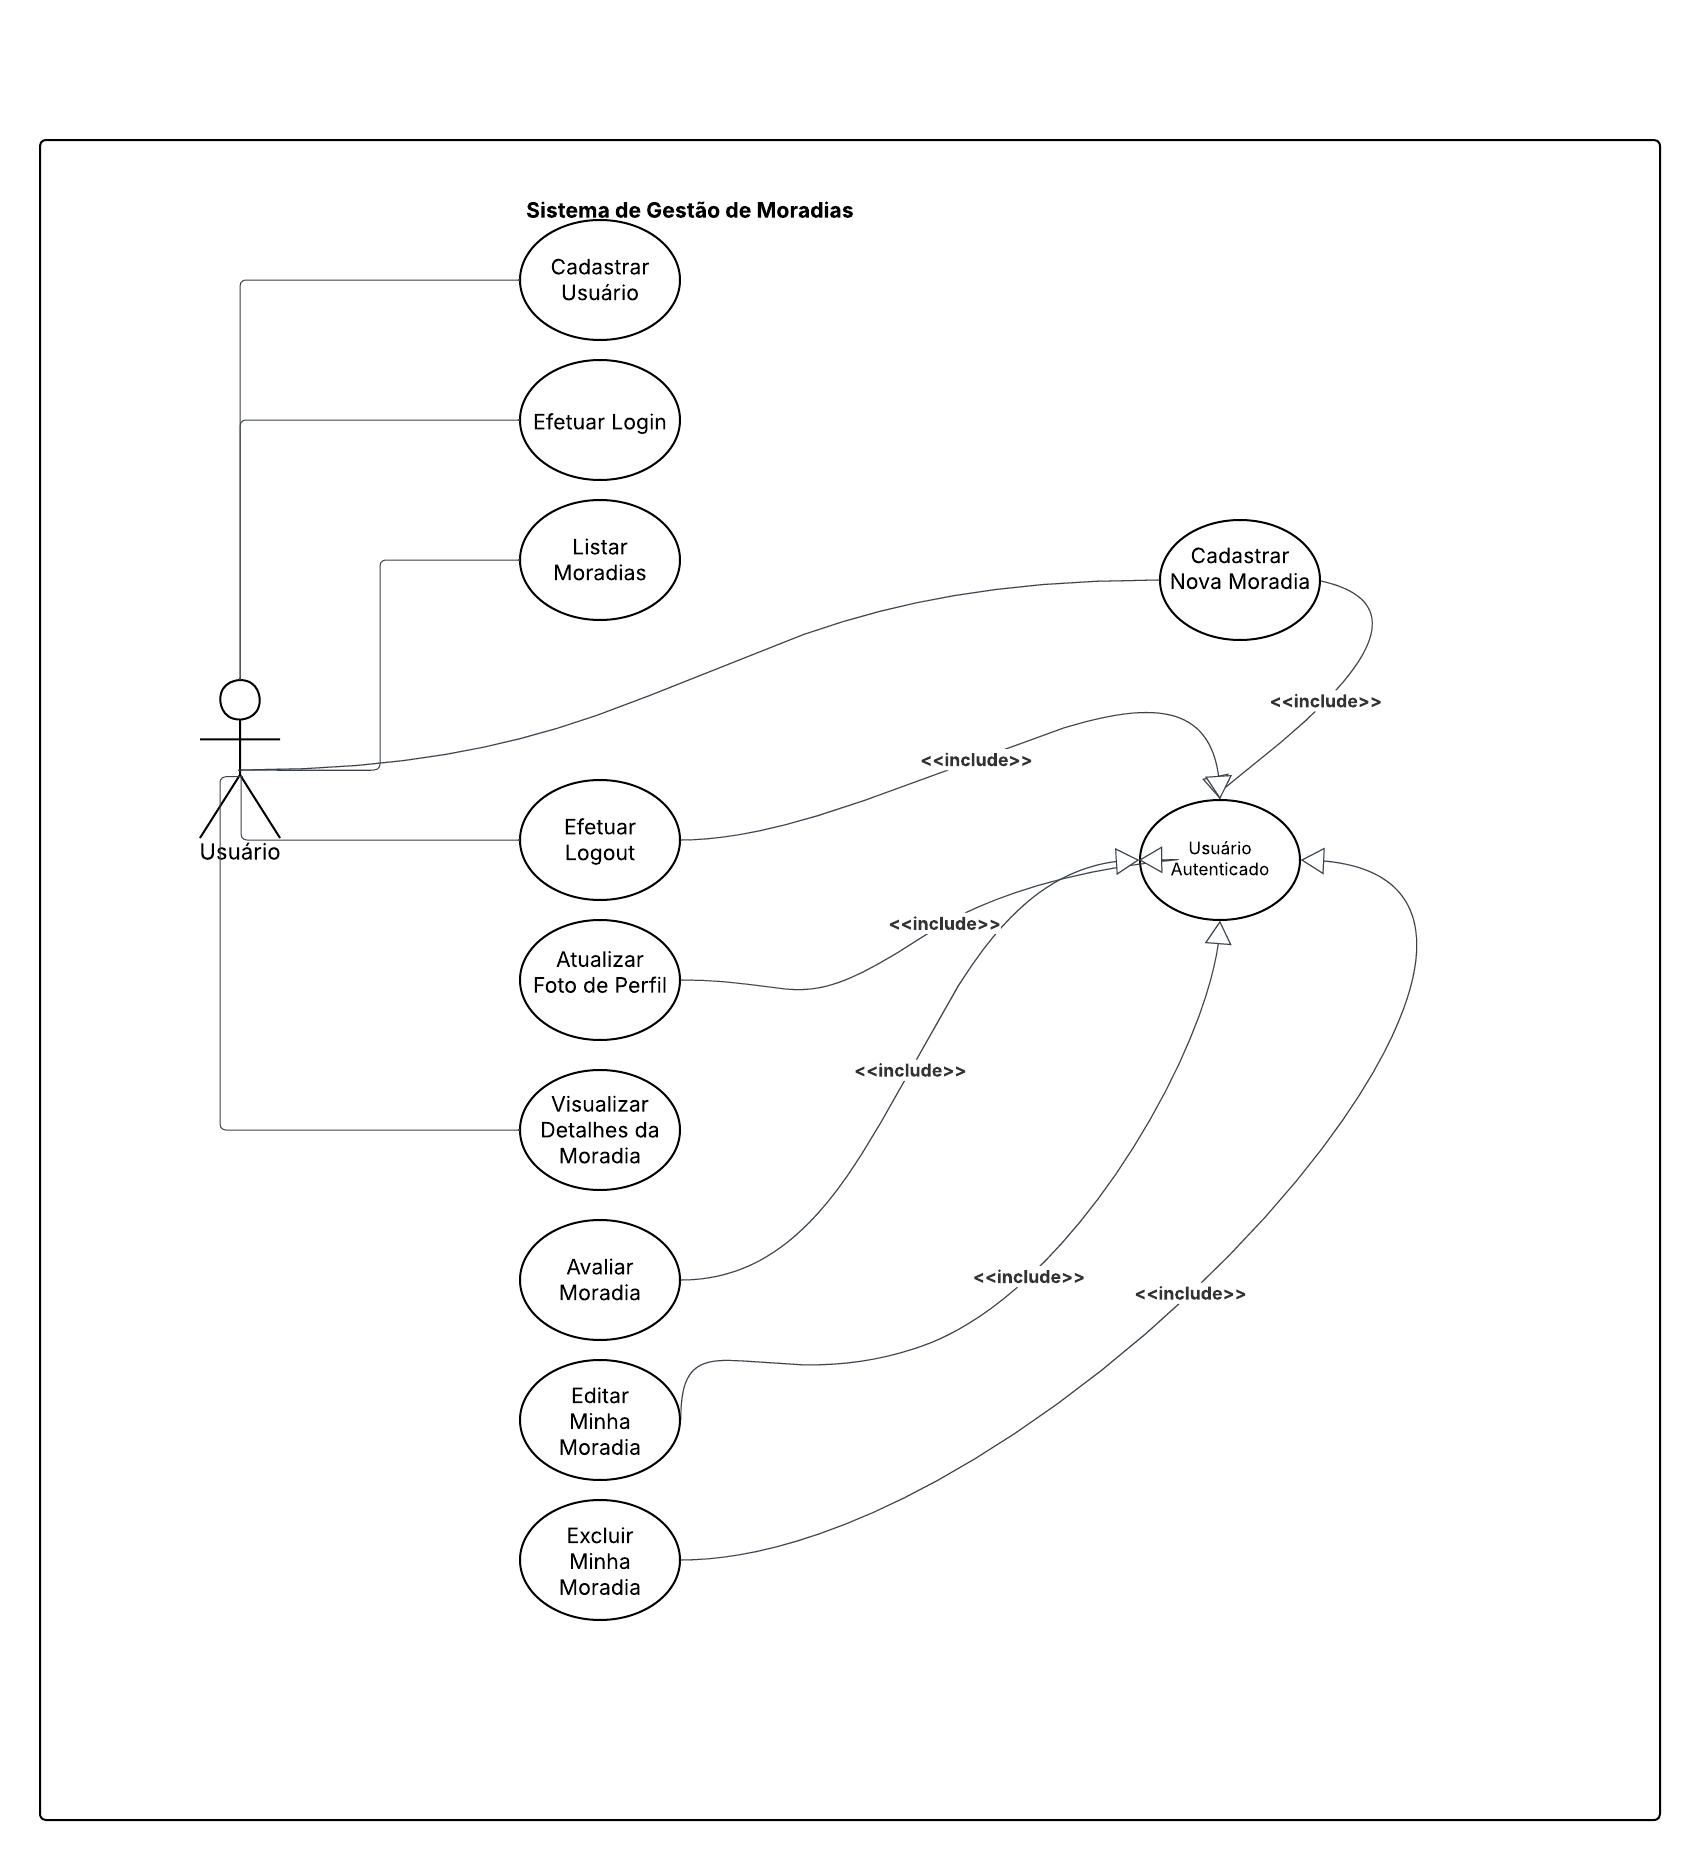 Sistema de Gestão de Moradias
Cadastrar
Usuário
Efetuar Login
Listar
Moradias
Cadastrar
Nova Moradia
<<include>>
<<include>>
Usuário
Efetuar
Logout
Usuário
Autenticado
<<include>>
Atualizar
Foto de Perfil
<<include>>
Visualizar
Detalhes da
Moradia
Avaliar
Moradia
<<include>>
<<include>>
Editar
Minha
Moradia
Excluir
Minha
Moradia